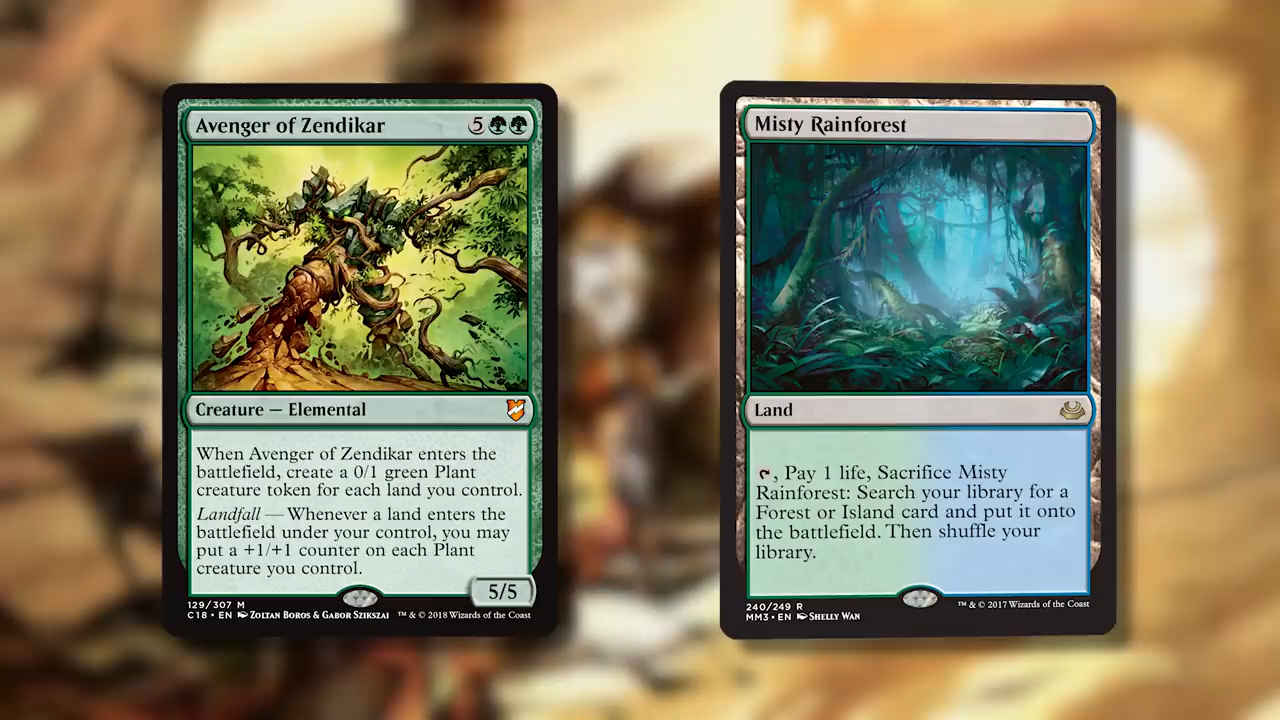 Avenger of Zendikar 5
Creature — Elemental
When Avenger of Zendikar enters the
battlefield, create a 0/1 green Plant
creature token for each land you control.
Landfall — Whenever a land enters the
battlefield under your control, you may
put a +1/+1 counter on each Plant
creature you control.
5/5
129/307 M
C18 • EN Zoltan Boros & Gabor Szikszai ™ & © 2018 Wizards of the Coast
Misty Rainforest
Land
, Pay 1 life, Sacrifice Misty
Rainforest: Search your library for a
Forest or Island card and put it onto
the battlefield. Then shuffle your
library.
240/249 R
MM3 • EN Shelly Wan ™ & © 2017 Wizards of the Coast